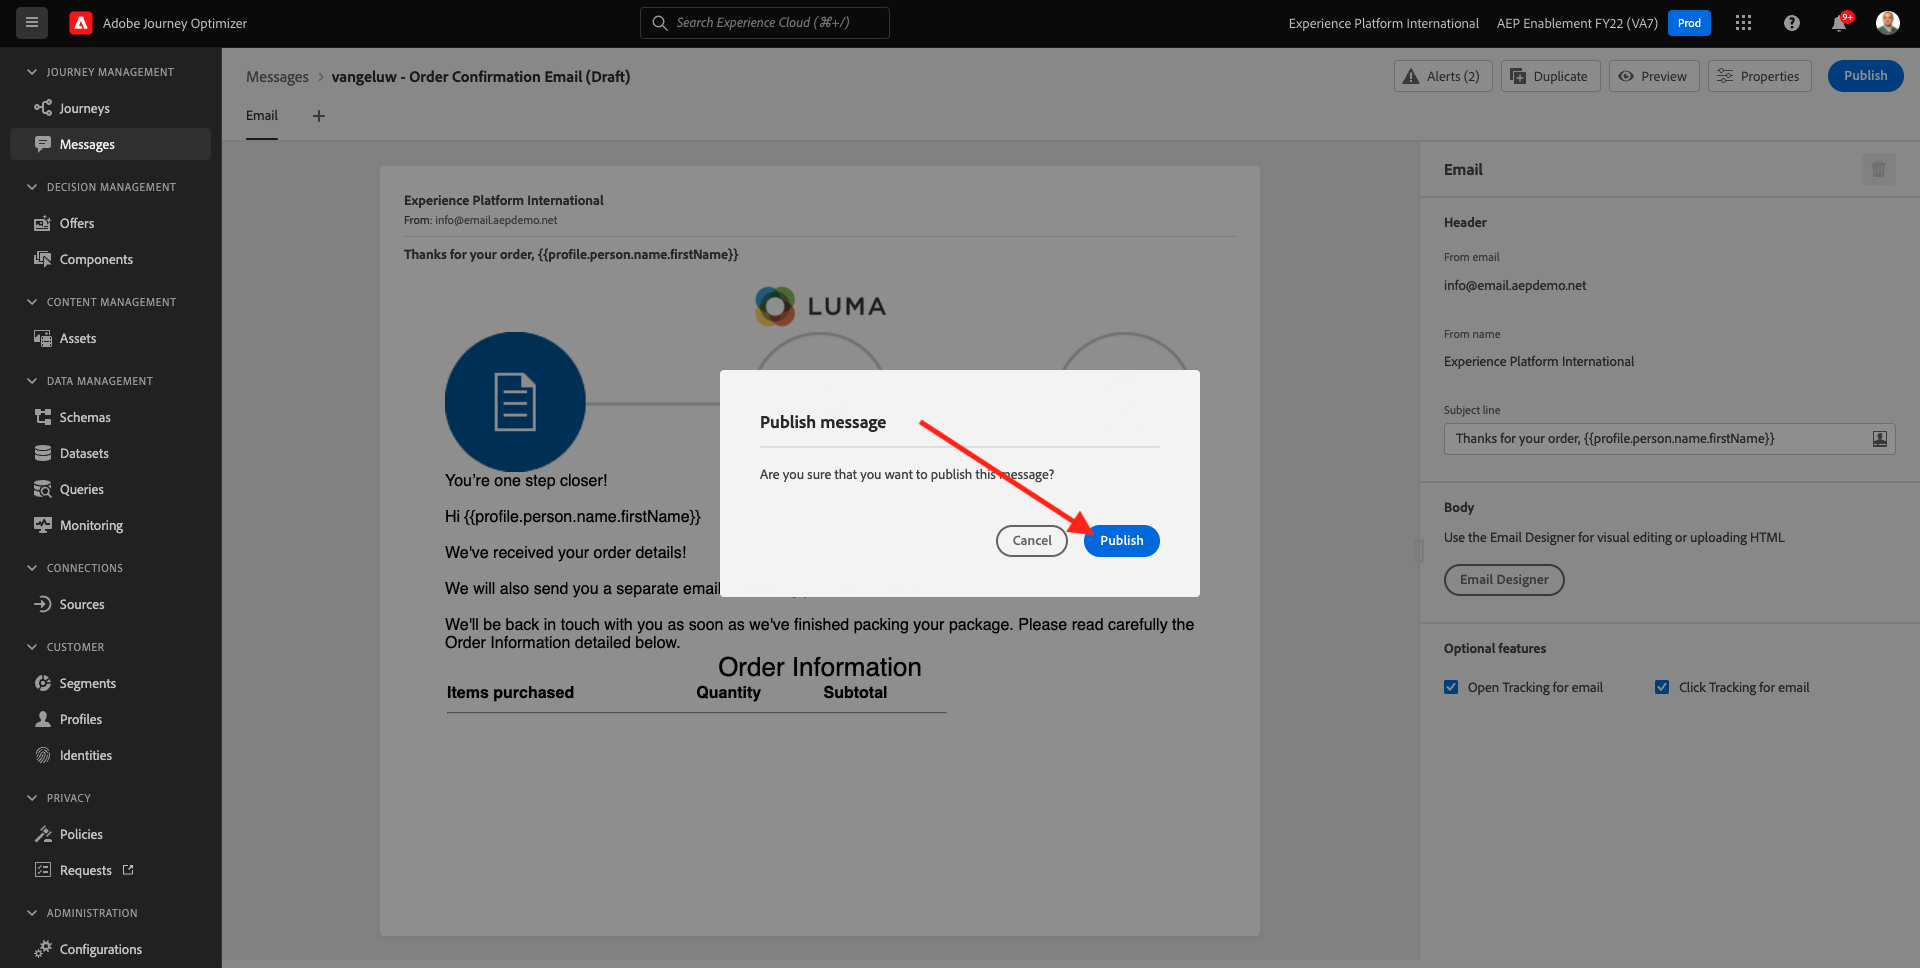 Adobe Journey Optimizer
Search Experience Cloud (⌘+/)
Experience Platform International
AEP Enablement FY22 (VA7)
Prod
9+
JOURNEY MANAGEMENT
Journeys
Messages
DECISION MANAGEMENT
Offers
Components
CONTENT MANAGEMENT
Assets
DATA MANAGEMENT
Schemas
Datasets
Queries
Monitoring
CONNECTIONS
Sources
CUSTOMER
Segments
Profiles
Identities
PRIVACY
Policies
Requests
ADMINISTRATION
Configurations
Messages > vangeluw - Order Confirmation Email (Draft)
Alerts (2)
Duplicate
Preview
Properties
Publish
Email
Experience Platform International
From: info@email.aepdemo.net
Thanks for your order, {{profile.person.name.firstName}}
LUMA
You're one step closer!
Hi {{profile.person.name.firstName}}
We've received your order details!
We will also send you a separate email
We'll be back in touch with you as soon as we've finished packing your package. Please read carefully the
Order Information detailed below.
Order Information
Items purchased Quantity Subtotal
Publish message
Are you sure that you want to publish this message?
Cancel
Publish
Email
Header
From email
info@email.aepdemo.net
From name
Experience Platform International
Subject line
Thanks for your order, {{profile.person.name.firstName}}
Body
Use the Email Designer for visual editing or uploading HTML
Email Designer
Optional features
Open Tracking for email
Click Tracking for email